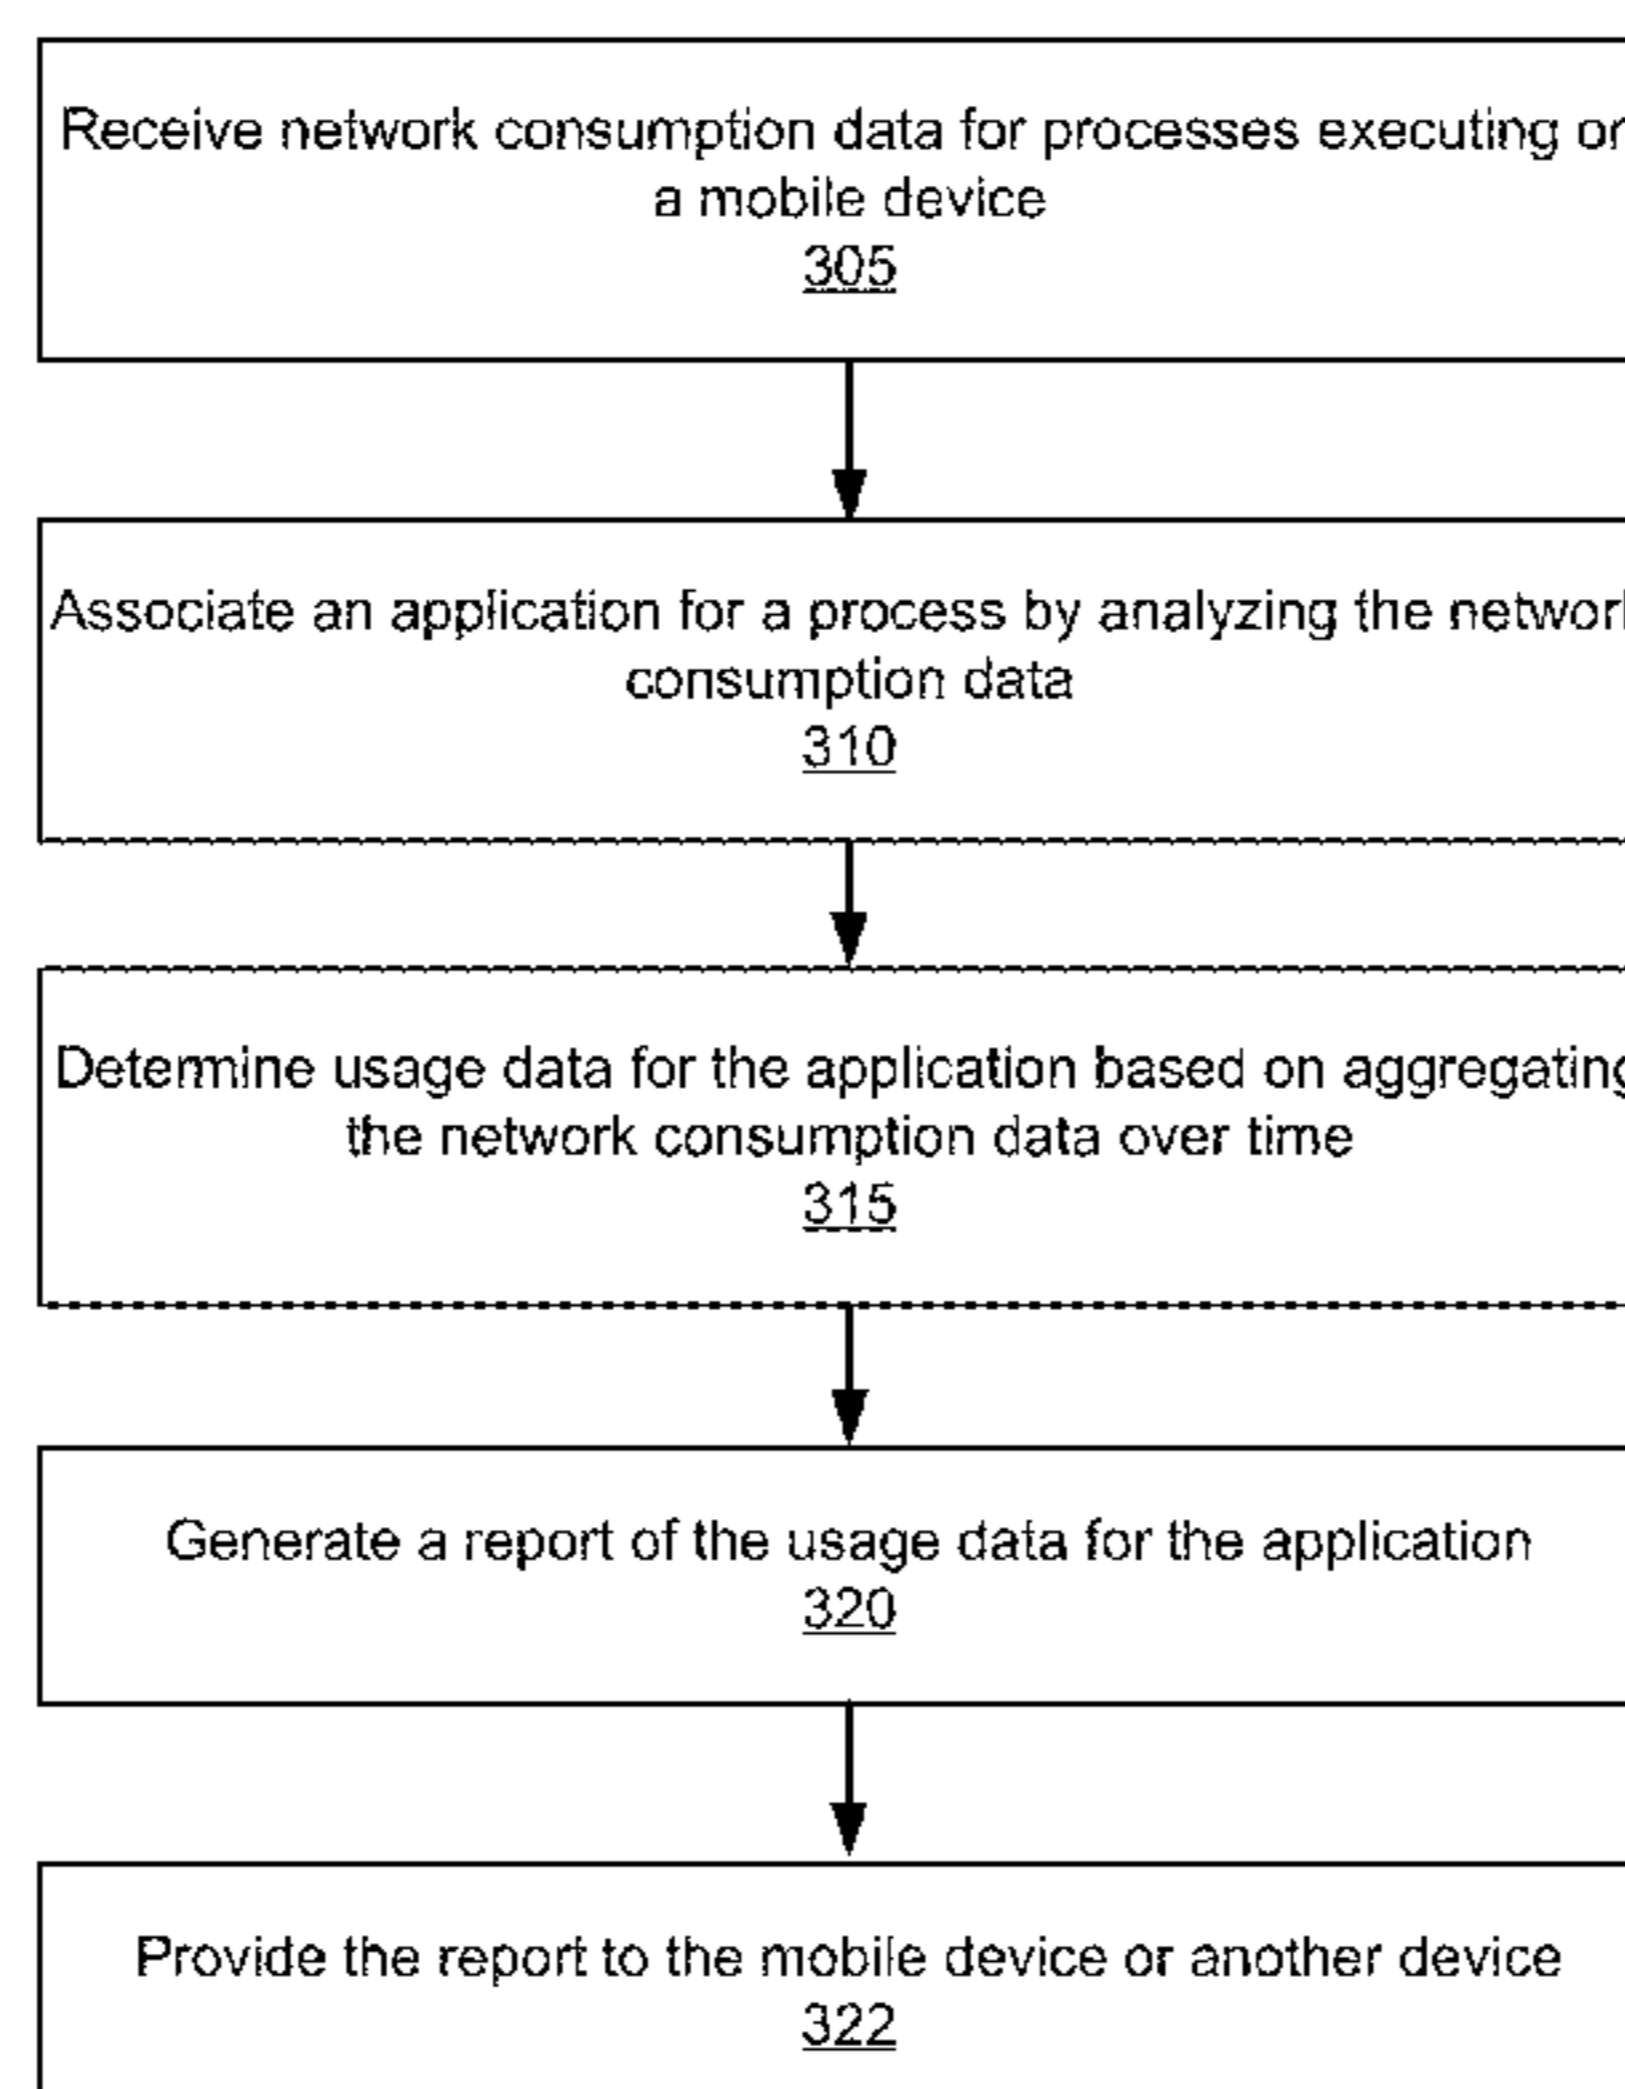 Receive network consumption data for processes executing on
a mobile device
305
Associate an application for a process by analyzing the network
consumption data
310
Determine usage data for the application based on aggregating
the network consumption data over time
315
Generate a report of the usage data for the application
320
Provide the report to the mobile device or another device
322